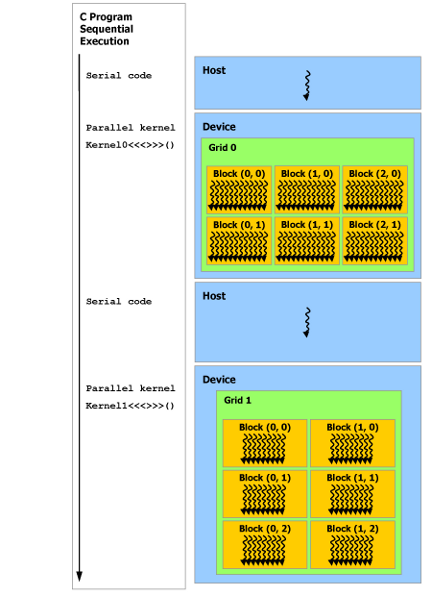 C Program
Sequential
Execution
Serial code
Host
Parallel kernel
Kernel0<<<>>>()
Device
Grid 0
Block (0, 0) Block (1, 0) Block (2, 0)
Block (0, 1) Block (1, 1) Block (2, 1)
Serial code
Host
Parallel kernel
Kernel1<<<>>>()
Device
Grid 1
Block (0, 0) Block (1, 0)
Block (0, 1) Block (1, 1)
Block (0, 2) Block (1, 2)